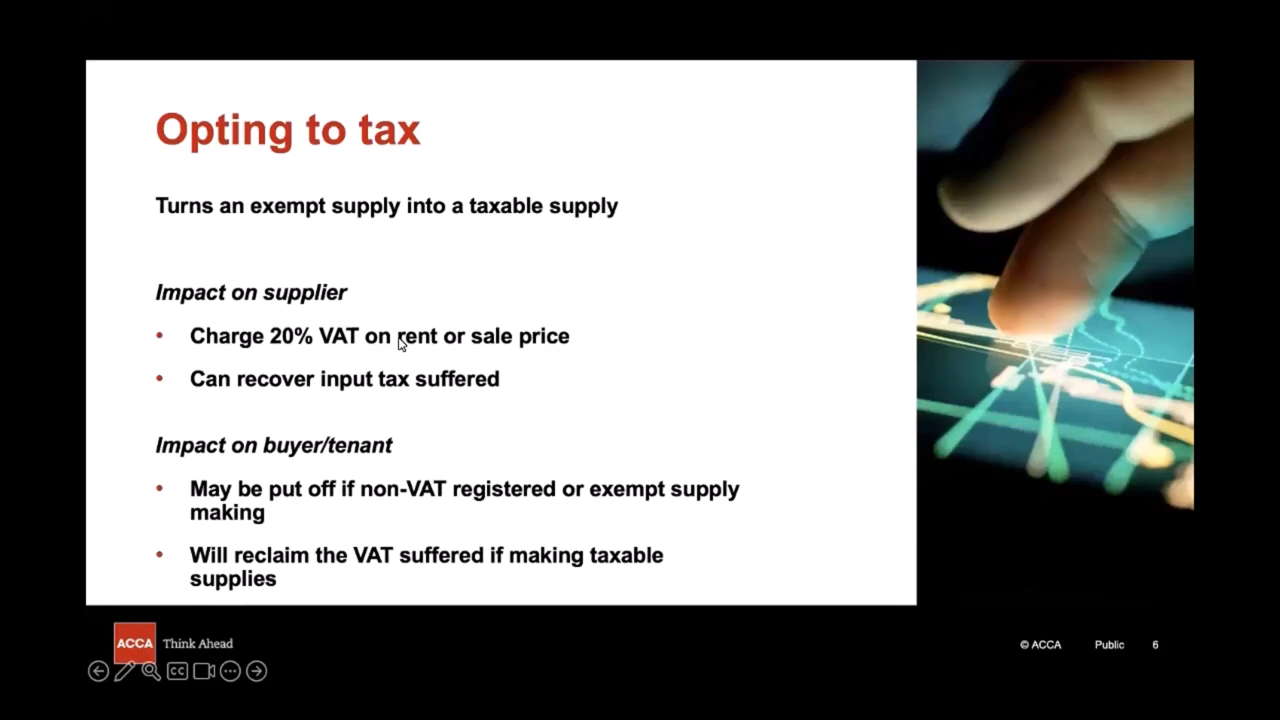 Opting to tax
Turns an exempt supply into a taxable supply
Impact on supplier
• Charge 20% VAT on rent or sale price
• Can recover input tax suffered
Impact on buyer/tenant
• May be put off if non-VAT registered or exempt supply
making
• Will reclaim the VAT suffered if making taxable
supplies
ACCA Think Ahead
© ACCA Public 6
CC